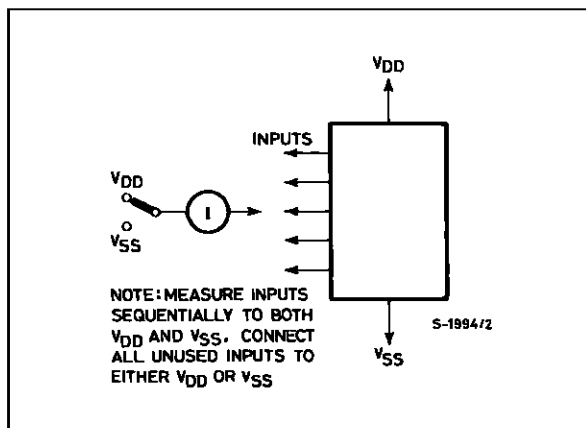 VDD
INPUTS
VDD
I
VSS
NOTE: MEASURE INPUTS
SEQUENTIALLY TO BOTH
VDD AND VSS. CONNECT
ALL UNUSED INPUTS TO
EITHER VDD OR VSS
S-1994/2
VSS